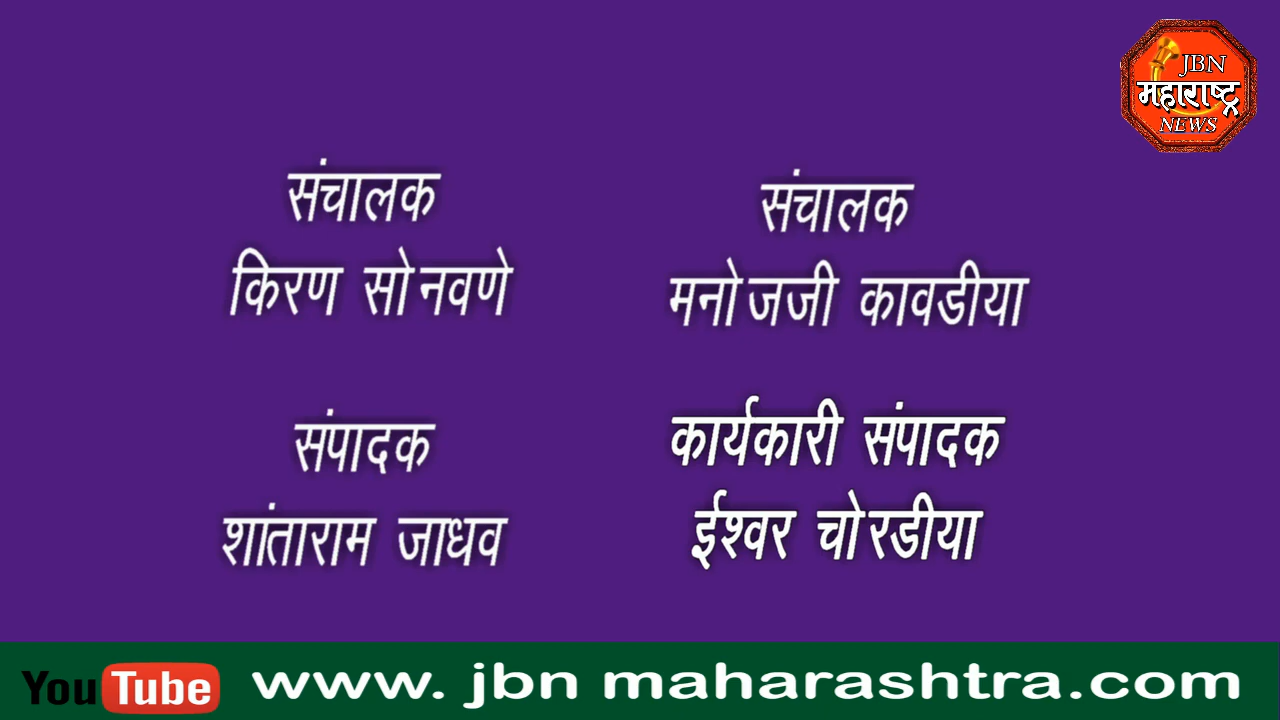 JBN
महाराष्ट्र
NEWS
संचालक
किरण सोनवणे
संचालक
मनोजजी कावडीया
संपादक
शांताराम जाधव
कार्यकारी संपादक
ईश्वर चोरडीया
YouTube
www. jbn maharashtra.com